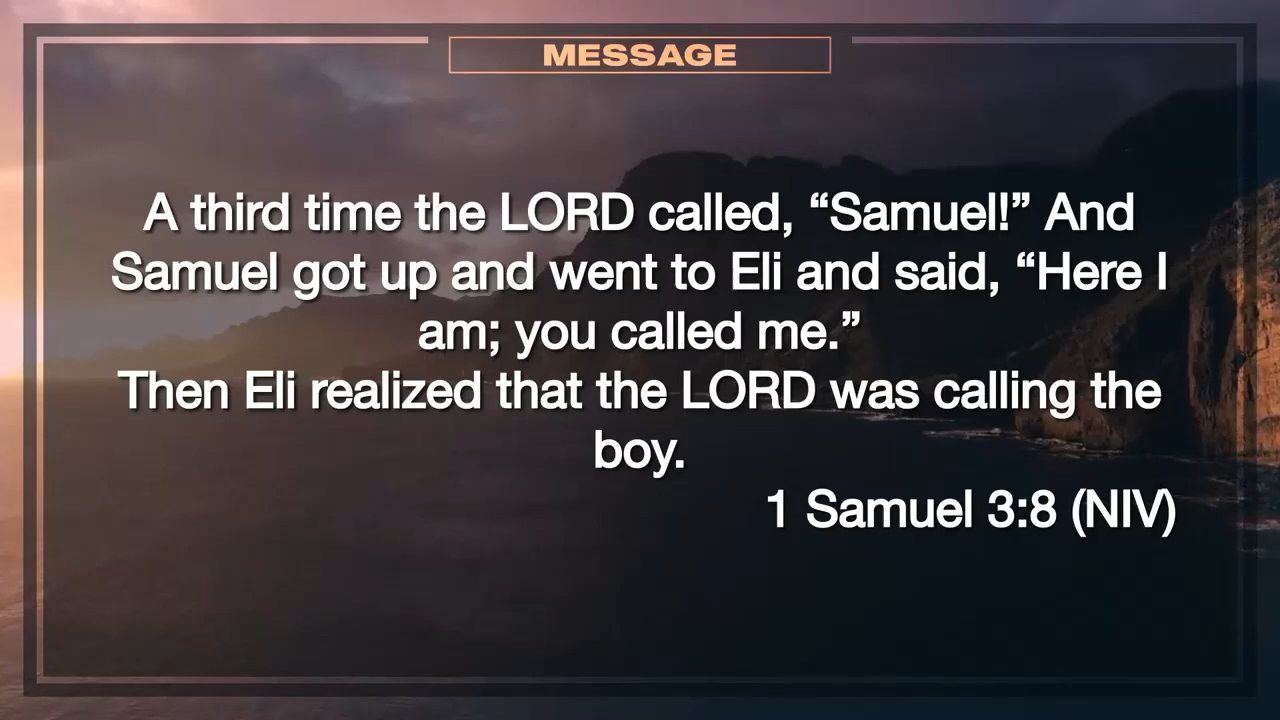 MESSAGE
A third time the LORD called, “Samuel!” And
Samuel got up and went to Eli and said, “Here I
am; you called me.”
Then Eli realized that the LORD was calling the
boy.
1 Samuel 3:8 (NIV)